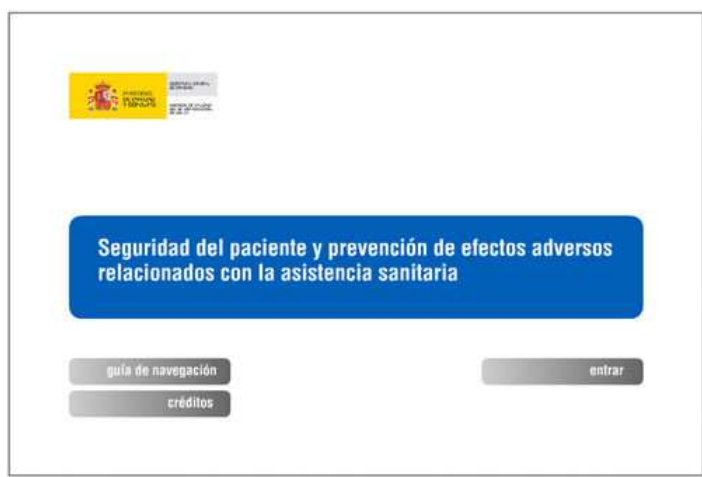 Seguridad del paciente y prevención de efectos adversos
relacionados con la asistencia sanitaria
guía de navegación
entrar
créditos